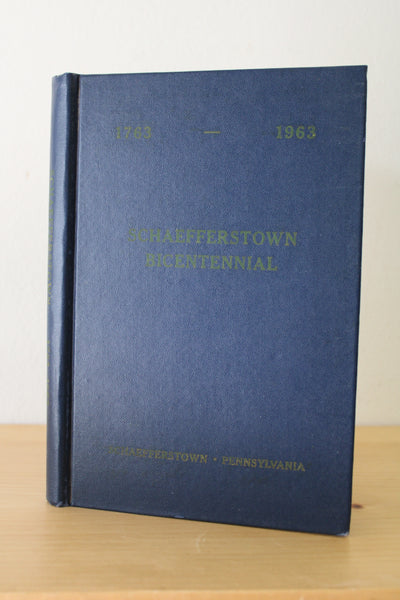 1763 — 1963
SCHAEFFERSTOWN
BICENTENNIAL
SCHAEFFERSTOWN · PENNSYLVANIA